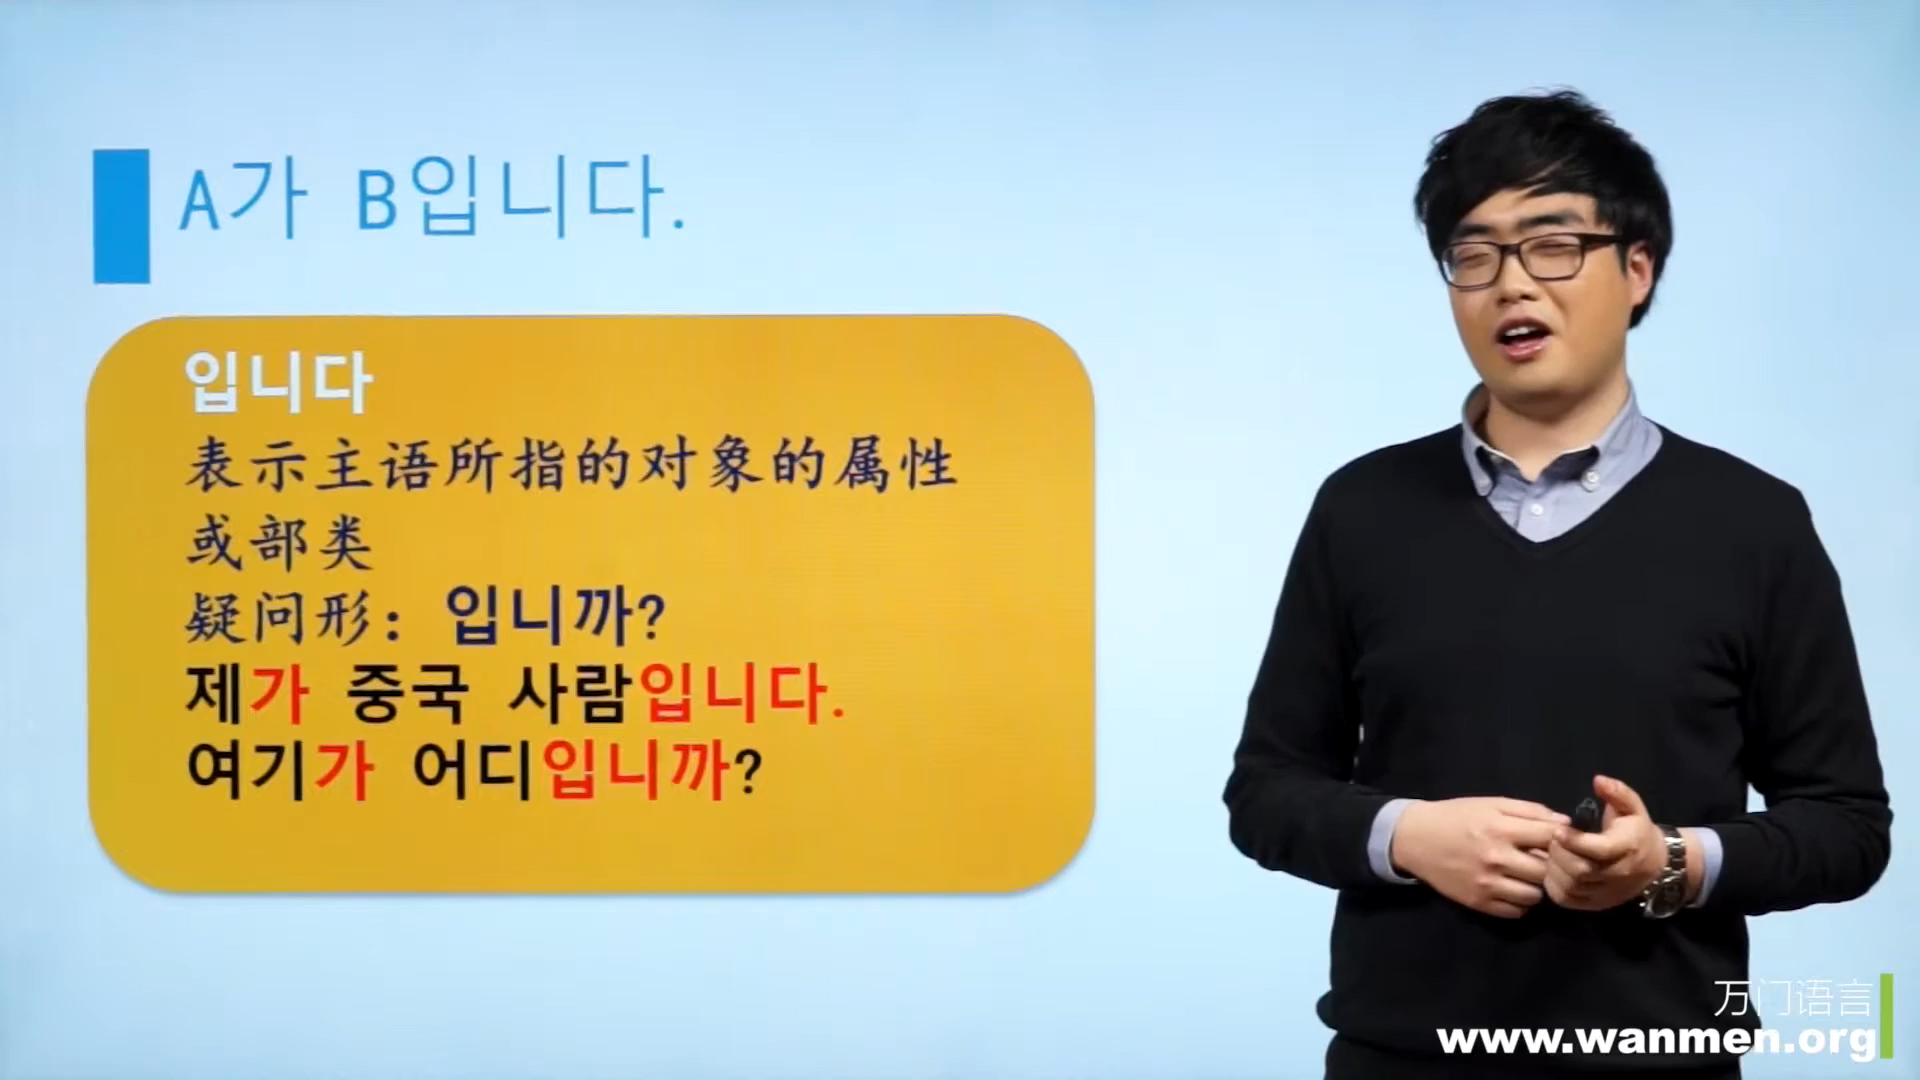 A가 B입니다.
입니다
表示主语所指的对象的属性
或部类
疑问形：입니까?
제가 중국 사람입니다.
여기가 어디입니까?
万门语言
www.wanmen.org